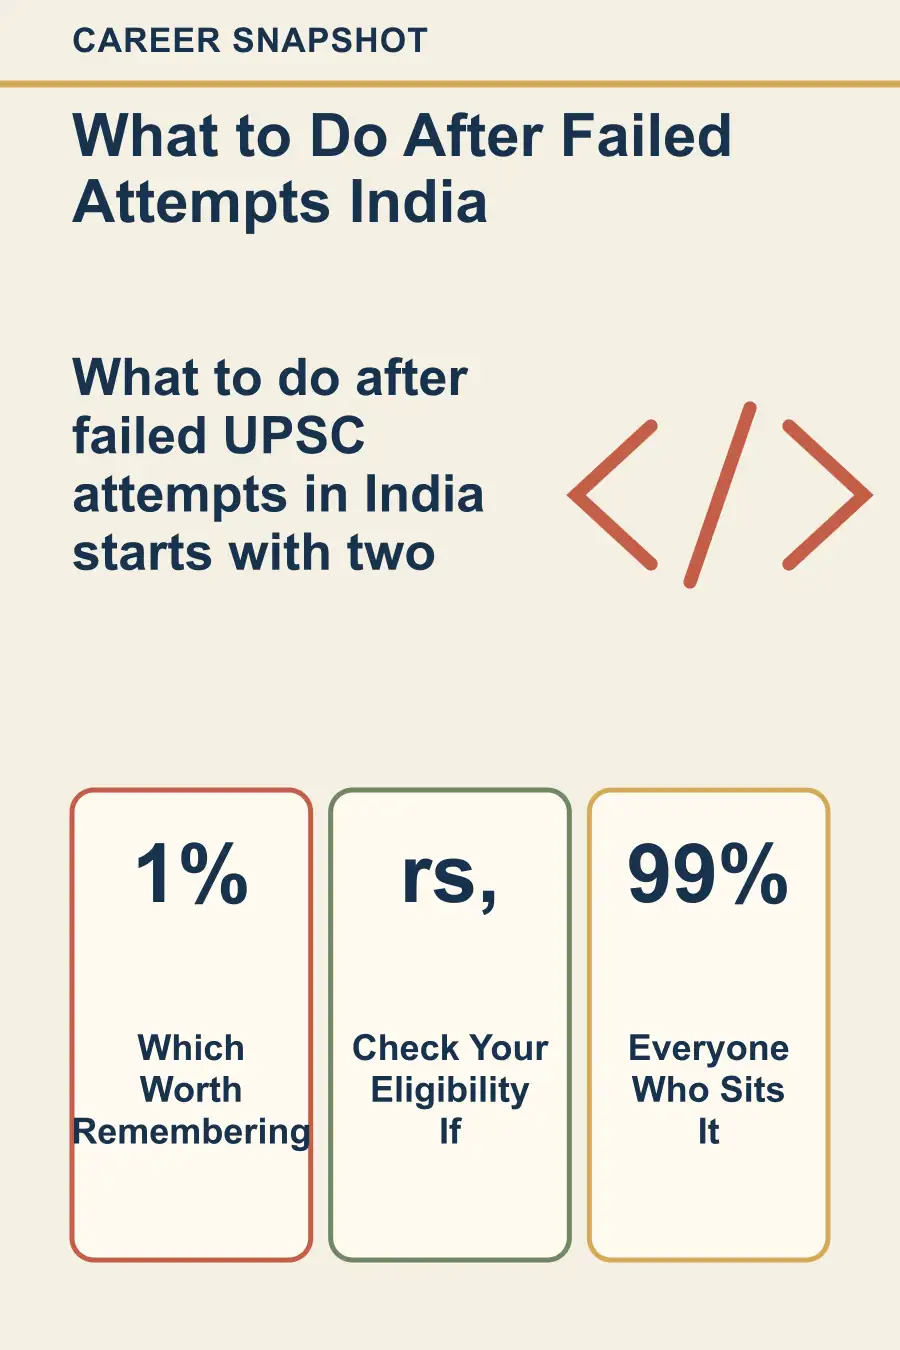 CAREER SNAPSHOT
What to Do After Failed
Attempts India
What to do after
failed UPSC
attempts in India
starts with two
</>
1%
Which
Worth
Remembering
rs,
Check Your
Eligibility
If
99%
Everyone
Who Sits
It